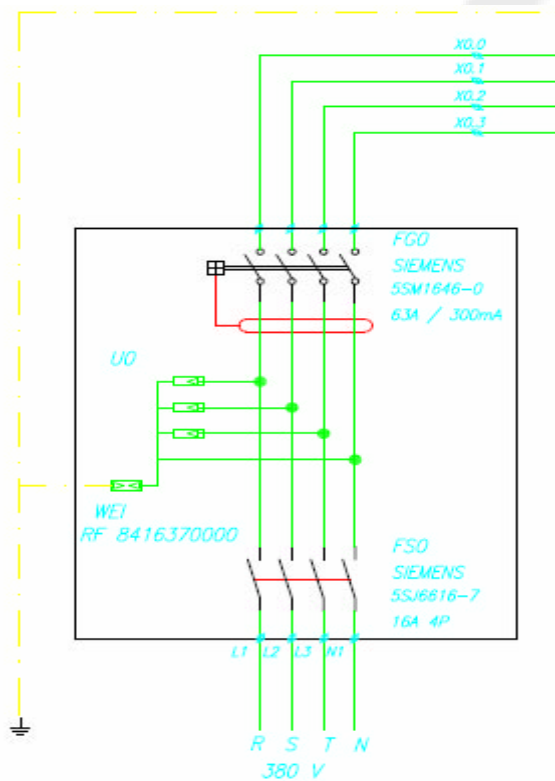 X0.0
X0.1
X0.2
X0.3
FG0
SIEMENS
5SM1646-0
63A / 300mA
U0
WEI
RF 8416370000
FS0
SIEMENS
5SJ6616-7
16A 4P
L1 L2 L3 N1
R S T N
380 V